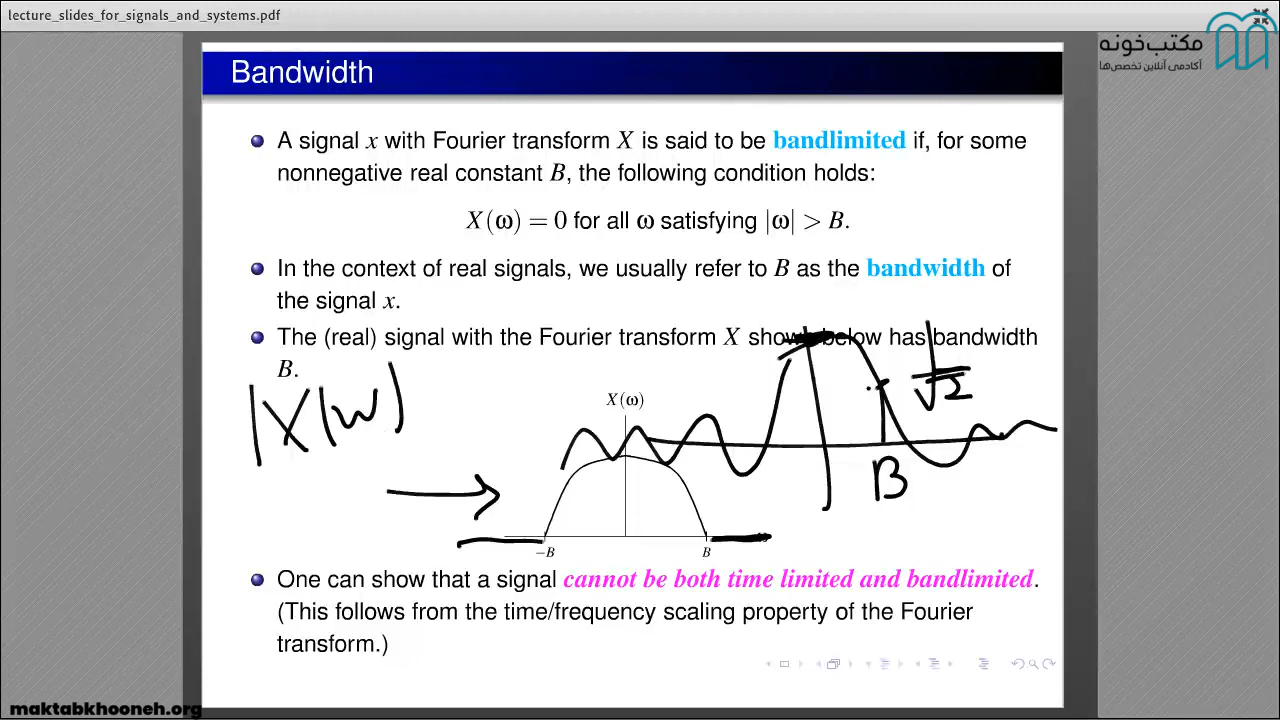 lecture_slides_for_signals_and_systems.pdf
مکتب‌خونه
آکادمی آنلاین تخصص‌ها
Bandwidth
A signal x with Fourier transform X is said to be bandlimited if, for some
nonnegative real constant B, the following condition holds:
X(ω) = 0 for all ω satisfying |ω| > B.
In the context of real signals, we usually refer to B as the bandwidth of
the signal x.
The (real) signal with the Fourier transform X shown below has bandwidth
B.
|X(ω)
X(ω)
1/√2
B
−B
B
One can show that a signal cannot be both time limited and bandlimited.
(This follows from the time/frequency scaling property of the Fourier
transform.)
maktabkhooneh.org